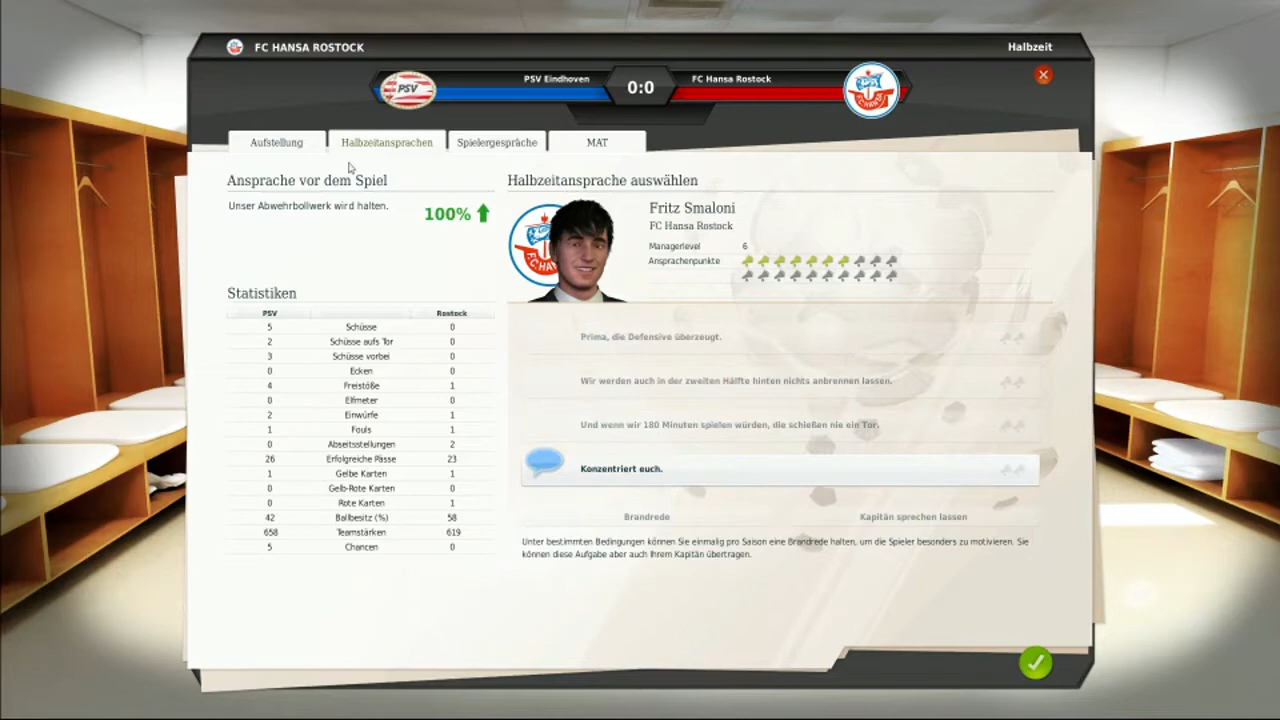 FC HANSA ROSTOCK
Halbzeit
PSV Eindhoven
0:0
FC Hansa Rostock
PSV
F.C. HANSA
Aufstellung
Halbzeitansprachen
Spielergespräche
MAT
Ansprache vor dem Spiel
Unser Abwehrbollwerk wird halten.
100%
Halbzeitansprache auswählen
Fritz Smaloni
FC Hansa Rostock
Managerlevel 6
Ansprachenpunkte
F.C. HAN
Statistiken
PSV Rostock
5 Schüsse 0
2 Schüsse aufs Tor 0
3 Schüsse vorbei 0
0 Ecken 0
4 Freistöße 1
0 Elfmeter 0
2 Einwürfe 1
1 Fouls 1
0 Abseitsstellungen 2
26 Erfolgreiche Pässe 23
1 Gelbe Karten 1
0 Gelb-Rote Karten 0
0 Rote Karten 1
42 Ballbesitz (%) 58
658 Teamstärken 619
5 Chancen 0
Prima, die Defensive überzeugt.
Wir werden auch in der zweiten Hälfte hinten nichts anbrennen lassen.
Und wenn wir 180 Minuten spielen würden, die schießen nie ein Tor.
Konzentriert euch.
Brandrede
Kapitän sprechen lassen
Unter bestimmten Bedingungen können Sie einmalig pro Saison eine Brandrede halten, um die Spieler besonders zu motivieren. Sie
können diese Aufgabe aber auch Ihrem Kapitän übertragen.